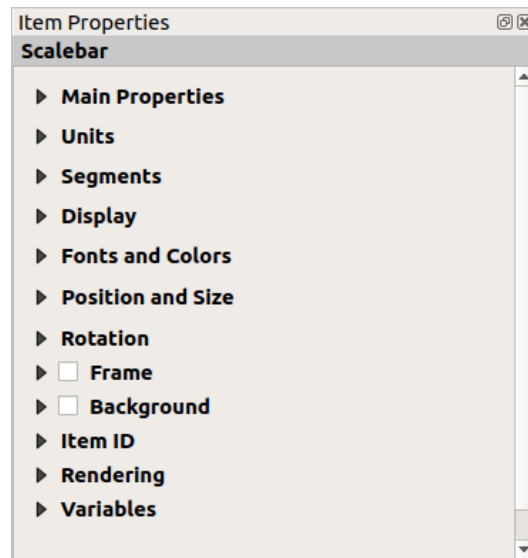 Item Properties
Scalebar
Main Properties
Units
Segments
Display
Fonts and Colors
Position and Size
Rotation
Frame
Background
Item ID
Rendering
Variables